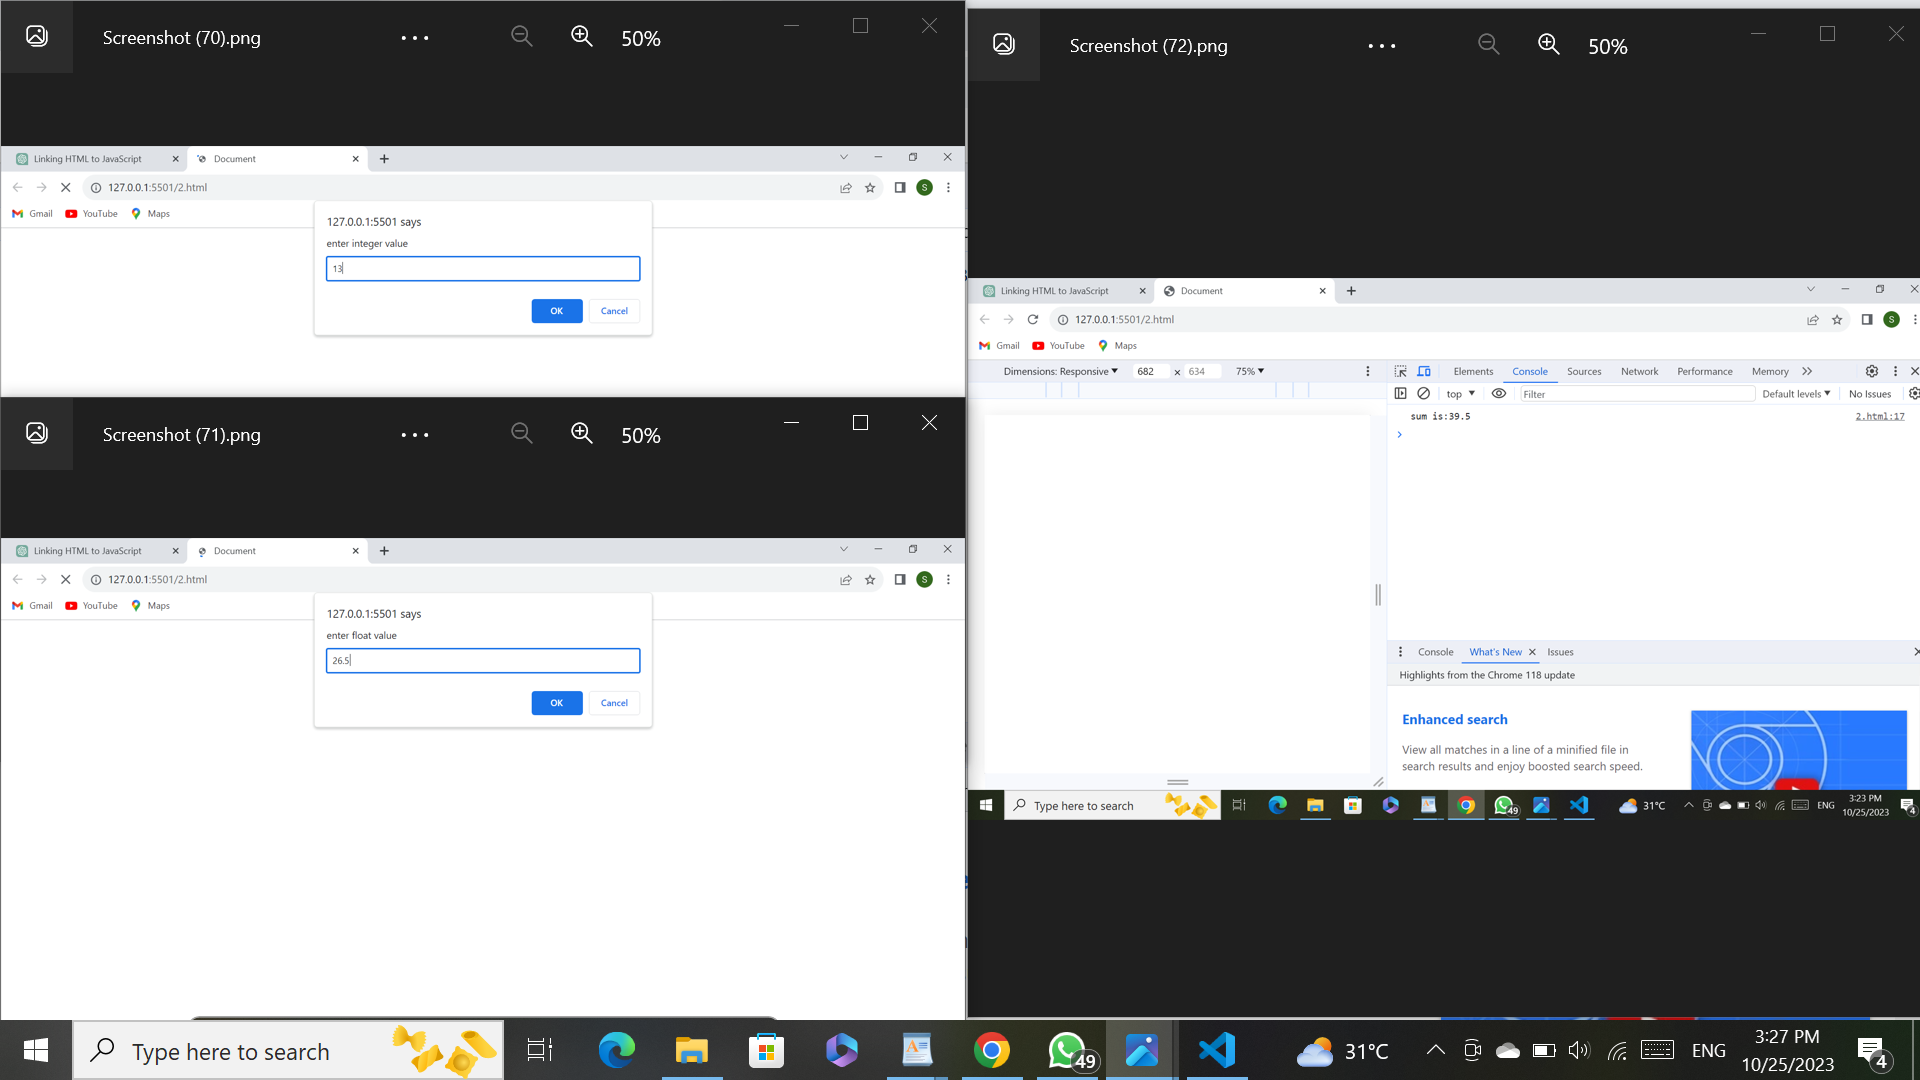 Screenshot (70).png
50%
Linking HTML to JavaScript
Document
127.0.0.1:5501/2.html
S
Gmail
YouTube
Maps
127.0.0.1:5501 says
enter integer value
13
OK
Cancel
Screenshot (71).png
50%
Linking HTML to JavaScript
Document
127.0.0.1:5501/2.html
S
Gmail
YouTube
Maps
127.0.0.1:5501 says
enter float value
26.5
OK
Cancel
Screenshot (72).png
50%
Linking HTML to JavaScript
Document
127.0.0.1:5501/2.html
S
Gmail
YouTube
Maps
Dimensions: Responsive
682 x 634
75%
Elements Console Sources Network Performance Memory
top
Filter
Default levels
No Issues
sum is:39.5
2.html:17
Console
What's New
Issues
Highlights from the Chrome 118 update
Enhanced search
View all matches in a line of a minified file in
search results and enjoy boosted search speed.
Type here to search
49
31°C
ENG
3:23 PM
10/25/2023
4
Type here to search
49
31°C
ENG
3:27 PM
10/25/2023
4